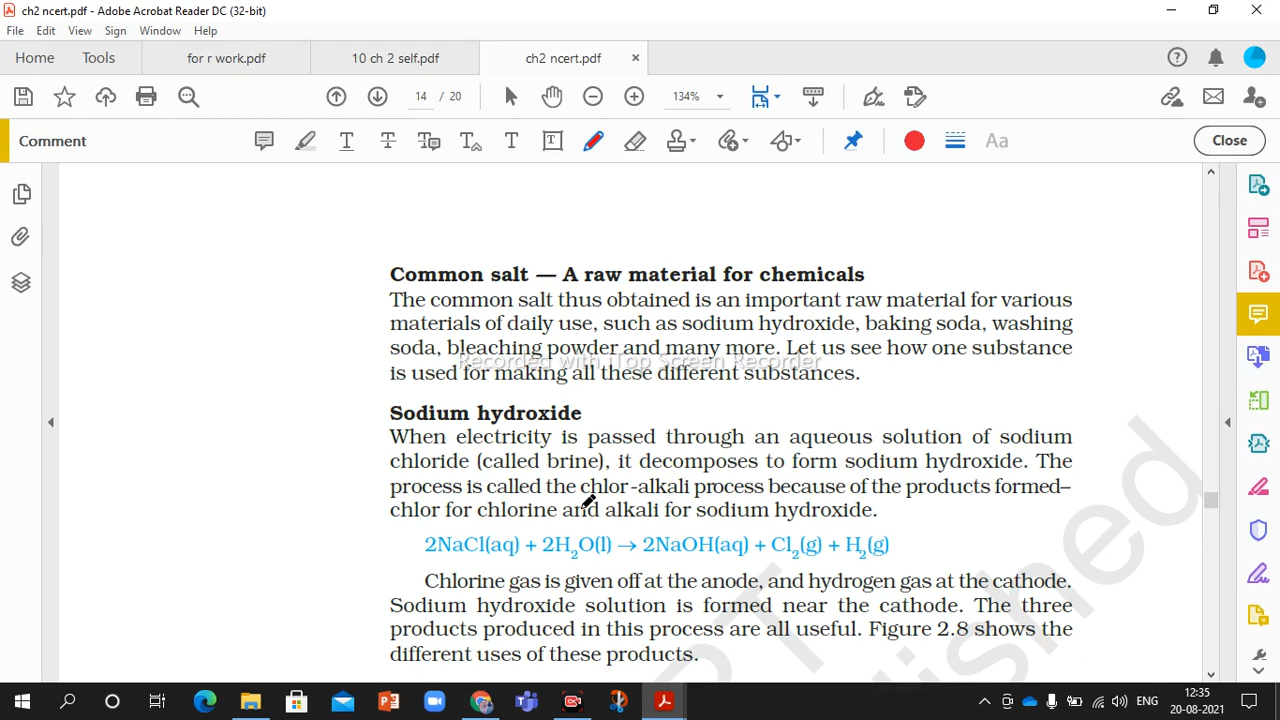 ch2 ncert.pdf - Adobe Acrobat Reader DC (32-bit)
File Edit View Sign Window Help
Home Tools for r work.pdf 10 ch 2 self.pdf ch2 ncert.pdf ×
14 / 20 134%
Comment Aa Close
Common salt — A raw material for chemicals
The common salt thus obtained is an important raw material for various
materials of daily use, such as sodium hydroxide, baking soda, washing
soda, bleaching powder and many more. Let us see how one substance
Recorded with iTop Screen Recorder
is used for making all these different substances.
Sodium hydroxide
When electricity is passed through an aqueous solution of sodium
chloride (called brine), it decomposes to form sodium hydroxide. The
process is called the chlor-alkali process because of the products formed–
chlor for chlorine and alkali for sodium hydroxide.
2NaCl(aq) + 2H₂O(l) → 2NaOH(aq) + Cl₂(g) + H₂(g)
Chlorine gas is given off at the anode, and hydrogen gas at the cathode.
Sodium hydroxide solution is formed near the cathode. The three
products produced in this process are all useful. Figure 2.8 shows the
different uses of these products.
ENG
12:35
20-08-2021